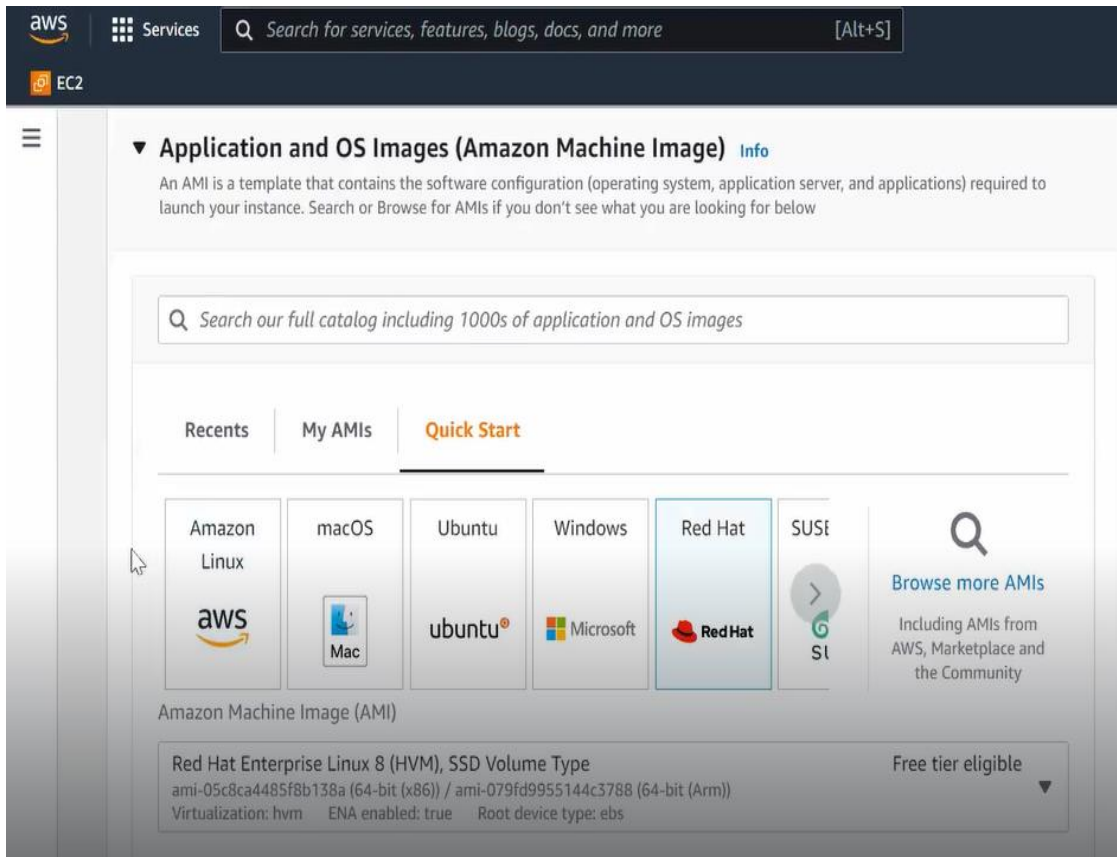 aws
Services
Search for services, features, blogs, docs, and more
[Alt+S]
EC2
Application and OS Images (Amazon Machine Image) Info
An AMI is a template that contains the software configuration (operating system, application server, and applications) required to
launch your instance. Search or Browse for AMIs if you don't see what you are looking for below
Search our full catalog including 1000s of application and OS images
Recents
My AMIs
Quick Start
Amazon
Linux
aws
macOS
Mac
Ubuntu
ubuntu®
Windows
Microsoft
Red Hat
RedHat
SUSE
SU
Browse more AMIs
Including AMIs from
AWS, Marketplace and
the Community
Amazon Machine Image (AMI)
Red Hat Enterprise Linux 8 (HVM), SSD Volume Type
Free tier eligible
ami-05c8ca4485f8b138a (64-bit (x86)) / ami-079fd9955144c3788 (64-bit (Arm))
Virtualization: hvm ENA enabled: true Root device type: ebs